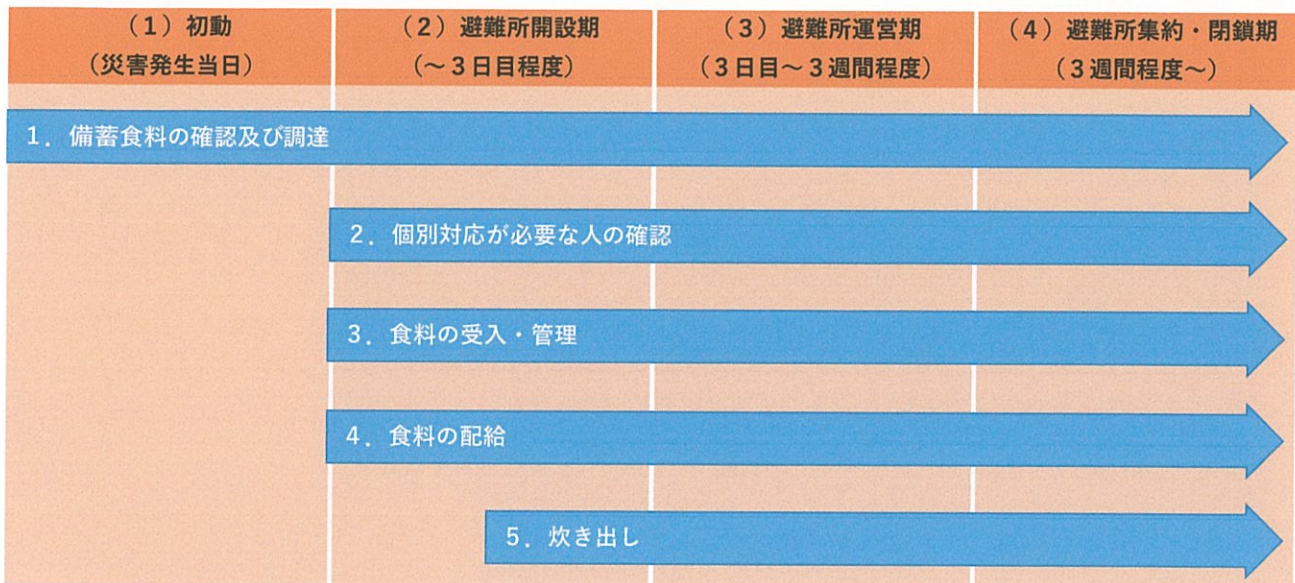 （1）初動
（災害発生当日）
（2）避難所開設期
（～3日目程度）
（3）避難所運営期
（3日目～3週間程度）
（4）避難所集約・閉鎖期
（3週間程度～）
1．備蓄食料の確認及び調達
2．個別対応が必要な人の確認
3．食料の受入・管理
4．食料の配給
5．炊き出し